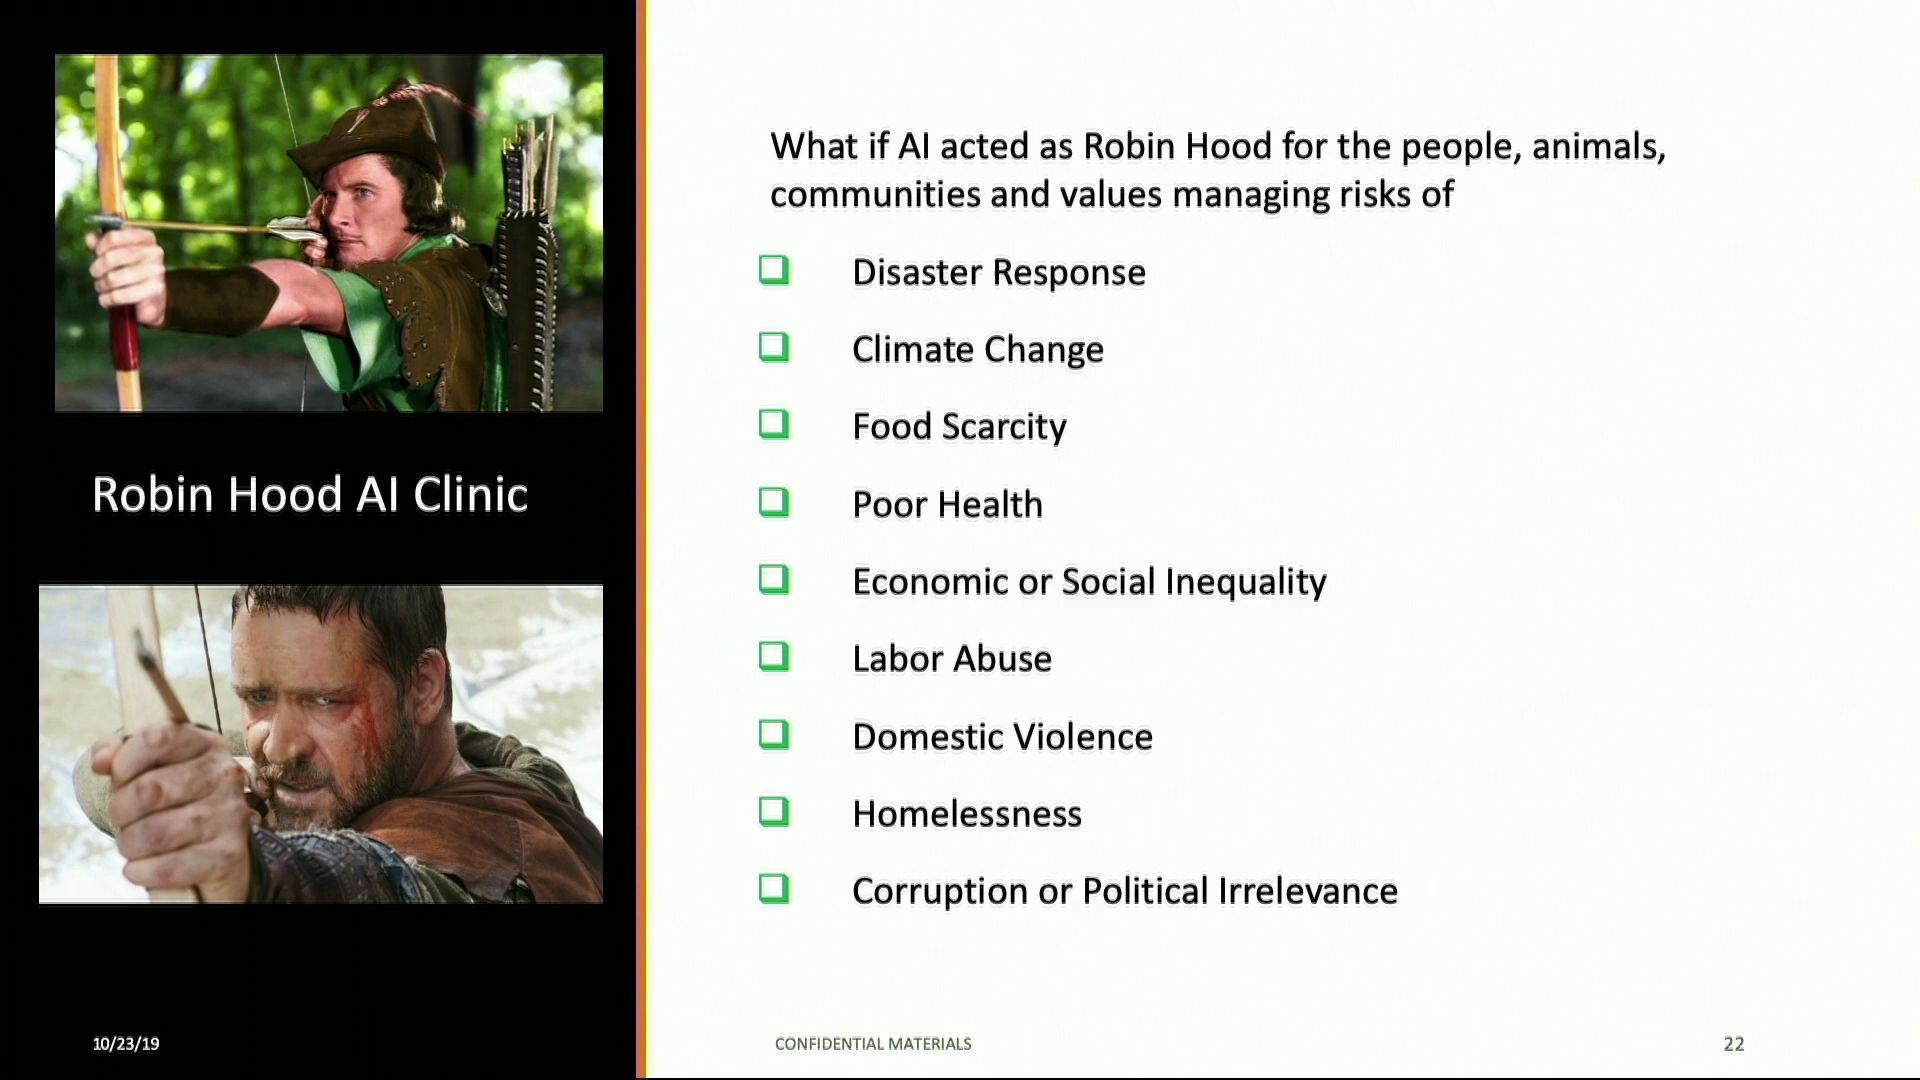 Robin Hood AI Clinic
10/23/19
What if AI acted as Robin Hood for the people, animals,
communities and values managing risks of
Disaster Response
Climate Change
Food Scarcity
Poor Health
Economic or Social Inequality
Labor Abuse
Domestic Violence
Homelessness
Corruption or Political Irrelevance
CONFIDENTIAL MATERIALS
22